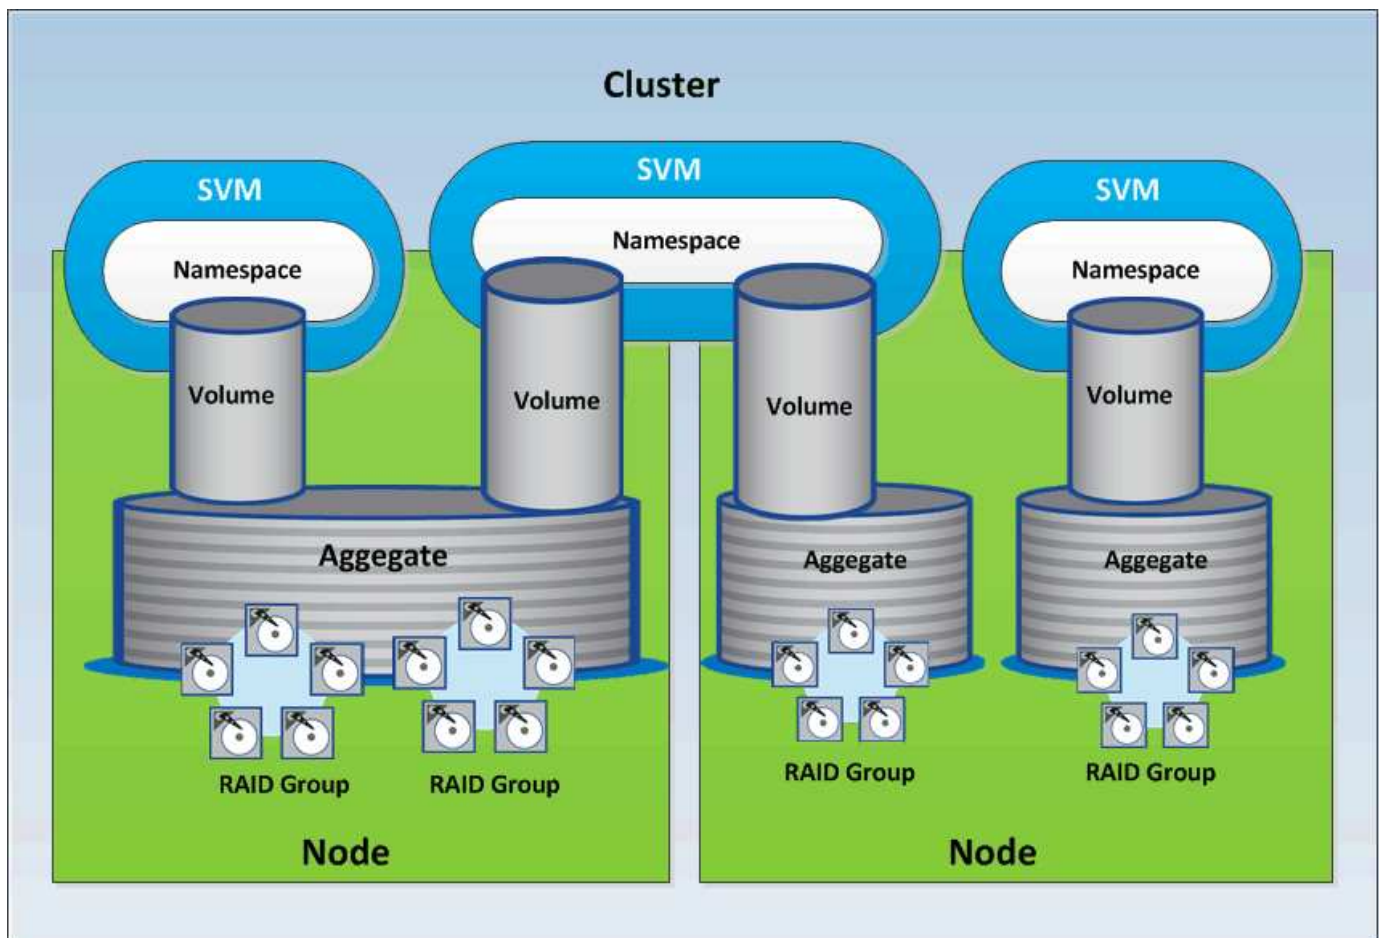 Cluster
SVM
SVM
SVM
Namespace
Namespace
Namespace
Volume
Volume
Volume
Volume
Aggegate
Aggegate
Aggegate
RAID Group
RAID Group
RAID Group
RAID Group
Node
Node